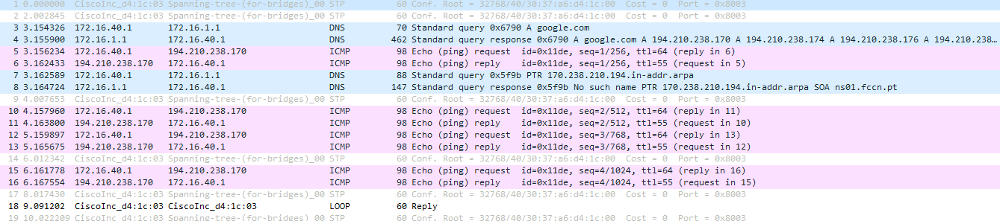 1 0.000000 CiscoInc_d4:1c:03 Spanning-tree-(for-bridges)_00 STP 60 Conf. Root = 32768/40/30:37:a6:d4:1c:00 Cost = 0 Port = 0x8003
2 2.002845 CiscoInc_d4:1c:03 Spanning-tree-(for-bridges)_00 STP 60 Conf. Root = 32768/40/30:37:a6:d4:1c:00 Cost = 0 Port = 0x8003
3 3.154326 172.16.40.1 172.16.1.1 DNS 70 Standard query 0x6790 A google.com
4 3.155900 172.16.1.1 172.16.40.1 DNS 462 Standard query response 0x6790 A google.com A 194.210.238.170 A 194.210.238.174 A 194.210.238.176 A 194.210.238…
5 3.156234 172.16.40.1 194.210.238.170 ICMP 98 Echo (ping) request id=0x11de, seq=1/256, ttl=64 (reply in 6)
6 3.162433 194.210.238.170 172.16.40.1 ICMP 98 Echo (ping) reply id=0x11de, seq=1/256, ttl=55 (request in 5)
7 3.162589 172.16.40.1 172.16.1.1 DNS 88 Standard query 0x5f9b PTR 170.238.210.194.in-addr.arpa
8 3.164724 172.16.1.1 172.16.40.1 DNS 147 Standard query response 0x5f9b No such name PTR 170.238.210.194.in-addr.arpa SOA ns01.fccn.pt
9 4.007653 CiscoInc_d4:1c:03 Spanning-tree-(for-bridges)_00 STP 60 Conf. Root = 32768/40/30:37:a6:d4:1c:00 Cost = 0 Port = 0x8003
10 4.157960 172.16.40.1 194.210.238.170 ICMP 98 Echo (ping) request id=0x11de, seq=2/512, ttl=64 (reply in 11)
11 4.163800 194.210.238.170 172.16.40.1 ICMP 98 Echo (ping) reply id=0x11de, seq=2/512, ttl=55 (request in 10)
12 5.159897 172.16.40.1 194.210.238.170 ICMP 98 Echo (ping) request id=0x11de, seq=3/768, ttl=64 (reply in 13)
13 5.165675 194.210.238.170 172.16.40.1 ICMP 98 Echo (ping) reply id=0x11de, seq=3/768, ttl=55 (request in 12)
14 6.012342 CiscoInc_d4:1c:03 Spanning-tree-(for-bridges)_00 STP 60 Conf. Root = 32768/40/30:37:a6:d4:1c:00 Cost = 0 Port = 0x8003
15 6.161778 172.16.40.1 194.210.238.170 ICMP 98 Echo (ping) request id=0x11de, seq=4/1024, ttl=64 (reply in 16)
16 6.167554 194.210.238.170 172.16.40.1 ICMP 98 Echo (ping) reply id=0x11de, seq=4/1024, ttl=55 (request in 15)
17 8.017430 CiscoInc_d4:1c:03 Spanning-tree-(for-bridges)_00 STP 60 Conf. Root = 32768/40/30:37:a6:d4:1c:00 Cost = 0 Port = 0x8003
18 9.091202 CiscoInc_d4:1c:03 CiscoInc_d4:1c:03 LOOP 60 Reply
19 10.022209 CiscoInc_d4:1c:03 Spanning-tree-(for-bridges)_00 STP 60 Conf. Root = 32768/40/30:37:a6:d4:1c:00 Cost = 0 Port = 0x8003